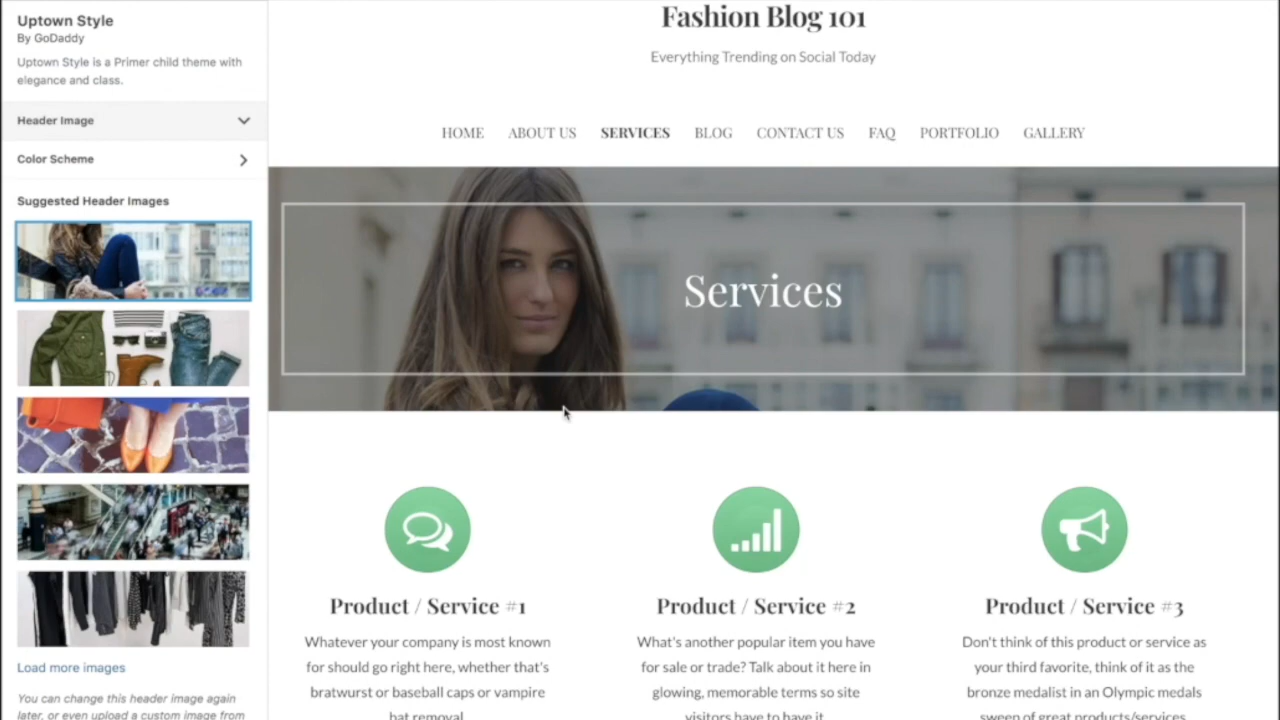 Uptown Style
By GoDaddy
Uptown Style is a Primer child theme with
elegance and class.
Header Image
Color Scheme
Suggested Header Images
Load more images
You can change this header image again
later, or even upload a custom image from
Fashion Blog 101
Everything Trending on Social Today
HOME ABOUT US SERVICES BLOG CONTACT US FAQ PORTFOLIO GALLERY
Services
Product / Service #1
Whatever your company is most known
for should go right here, whether that's
bratwurst or baseball caps or vampire
bat removal.
Product / Service #2
What's another popular item you have
for sale or trade? Talk about it here in
glowing, memorable terms so site
visitors have to have it.
Product / Service #3
Don't think of this product or service as
your third favorite, think of it as the
bronze medalist in an Olympic medals
sweep of great products/services.